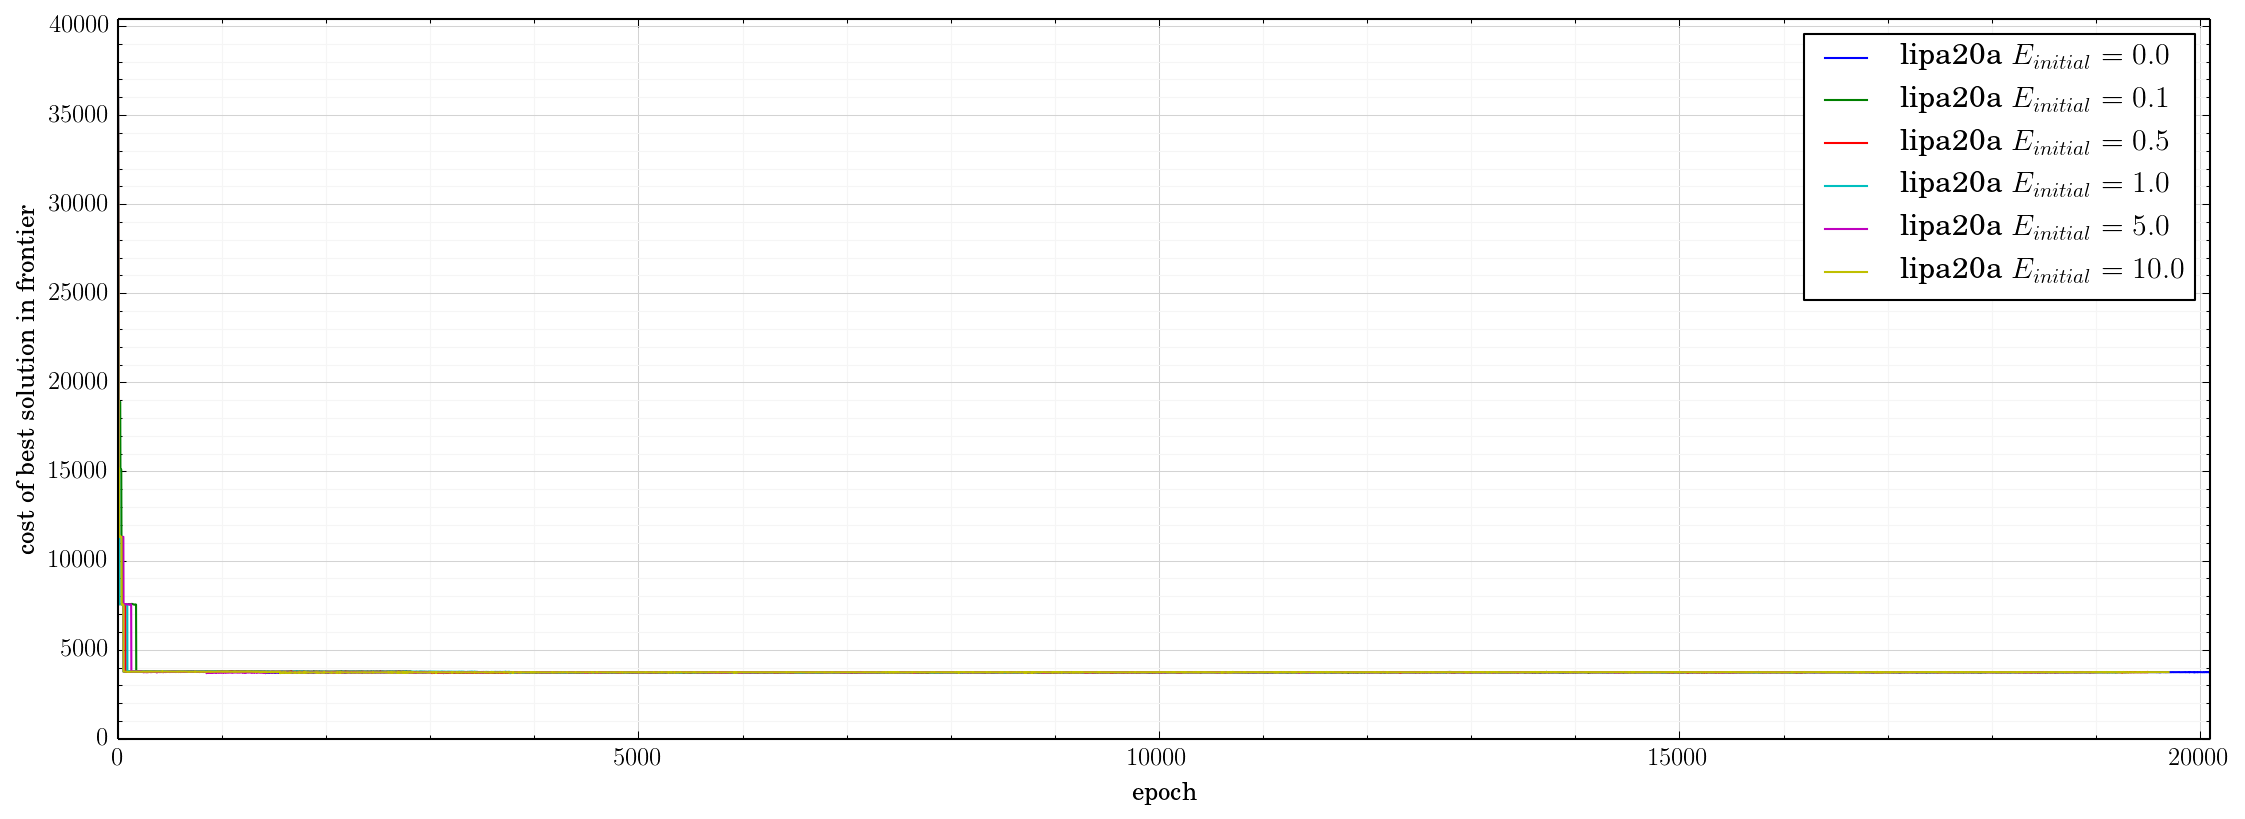 40000
35000
30000
25000
20000
15000
10000
5000
0
cost of best solution in frontier
0 5000 10000 15000 20000
epoch
lipa20a E_initial = 0.0
lipa20a E_initial = 0.1
lipa20a E_initial = 0.5
lipa20a E_initial = 1.0
lipa20a E_initial = 5.0
lipa20a E_initial = 10.0